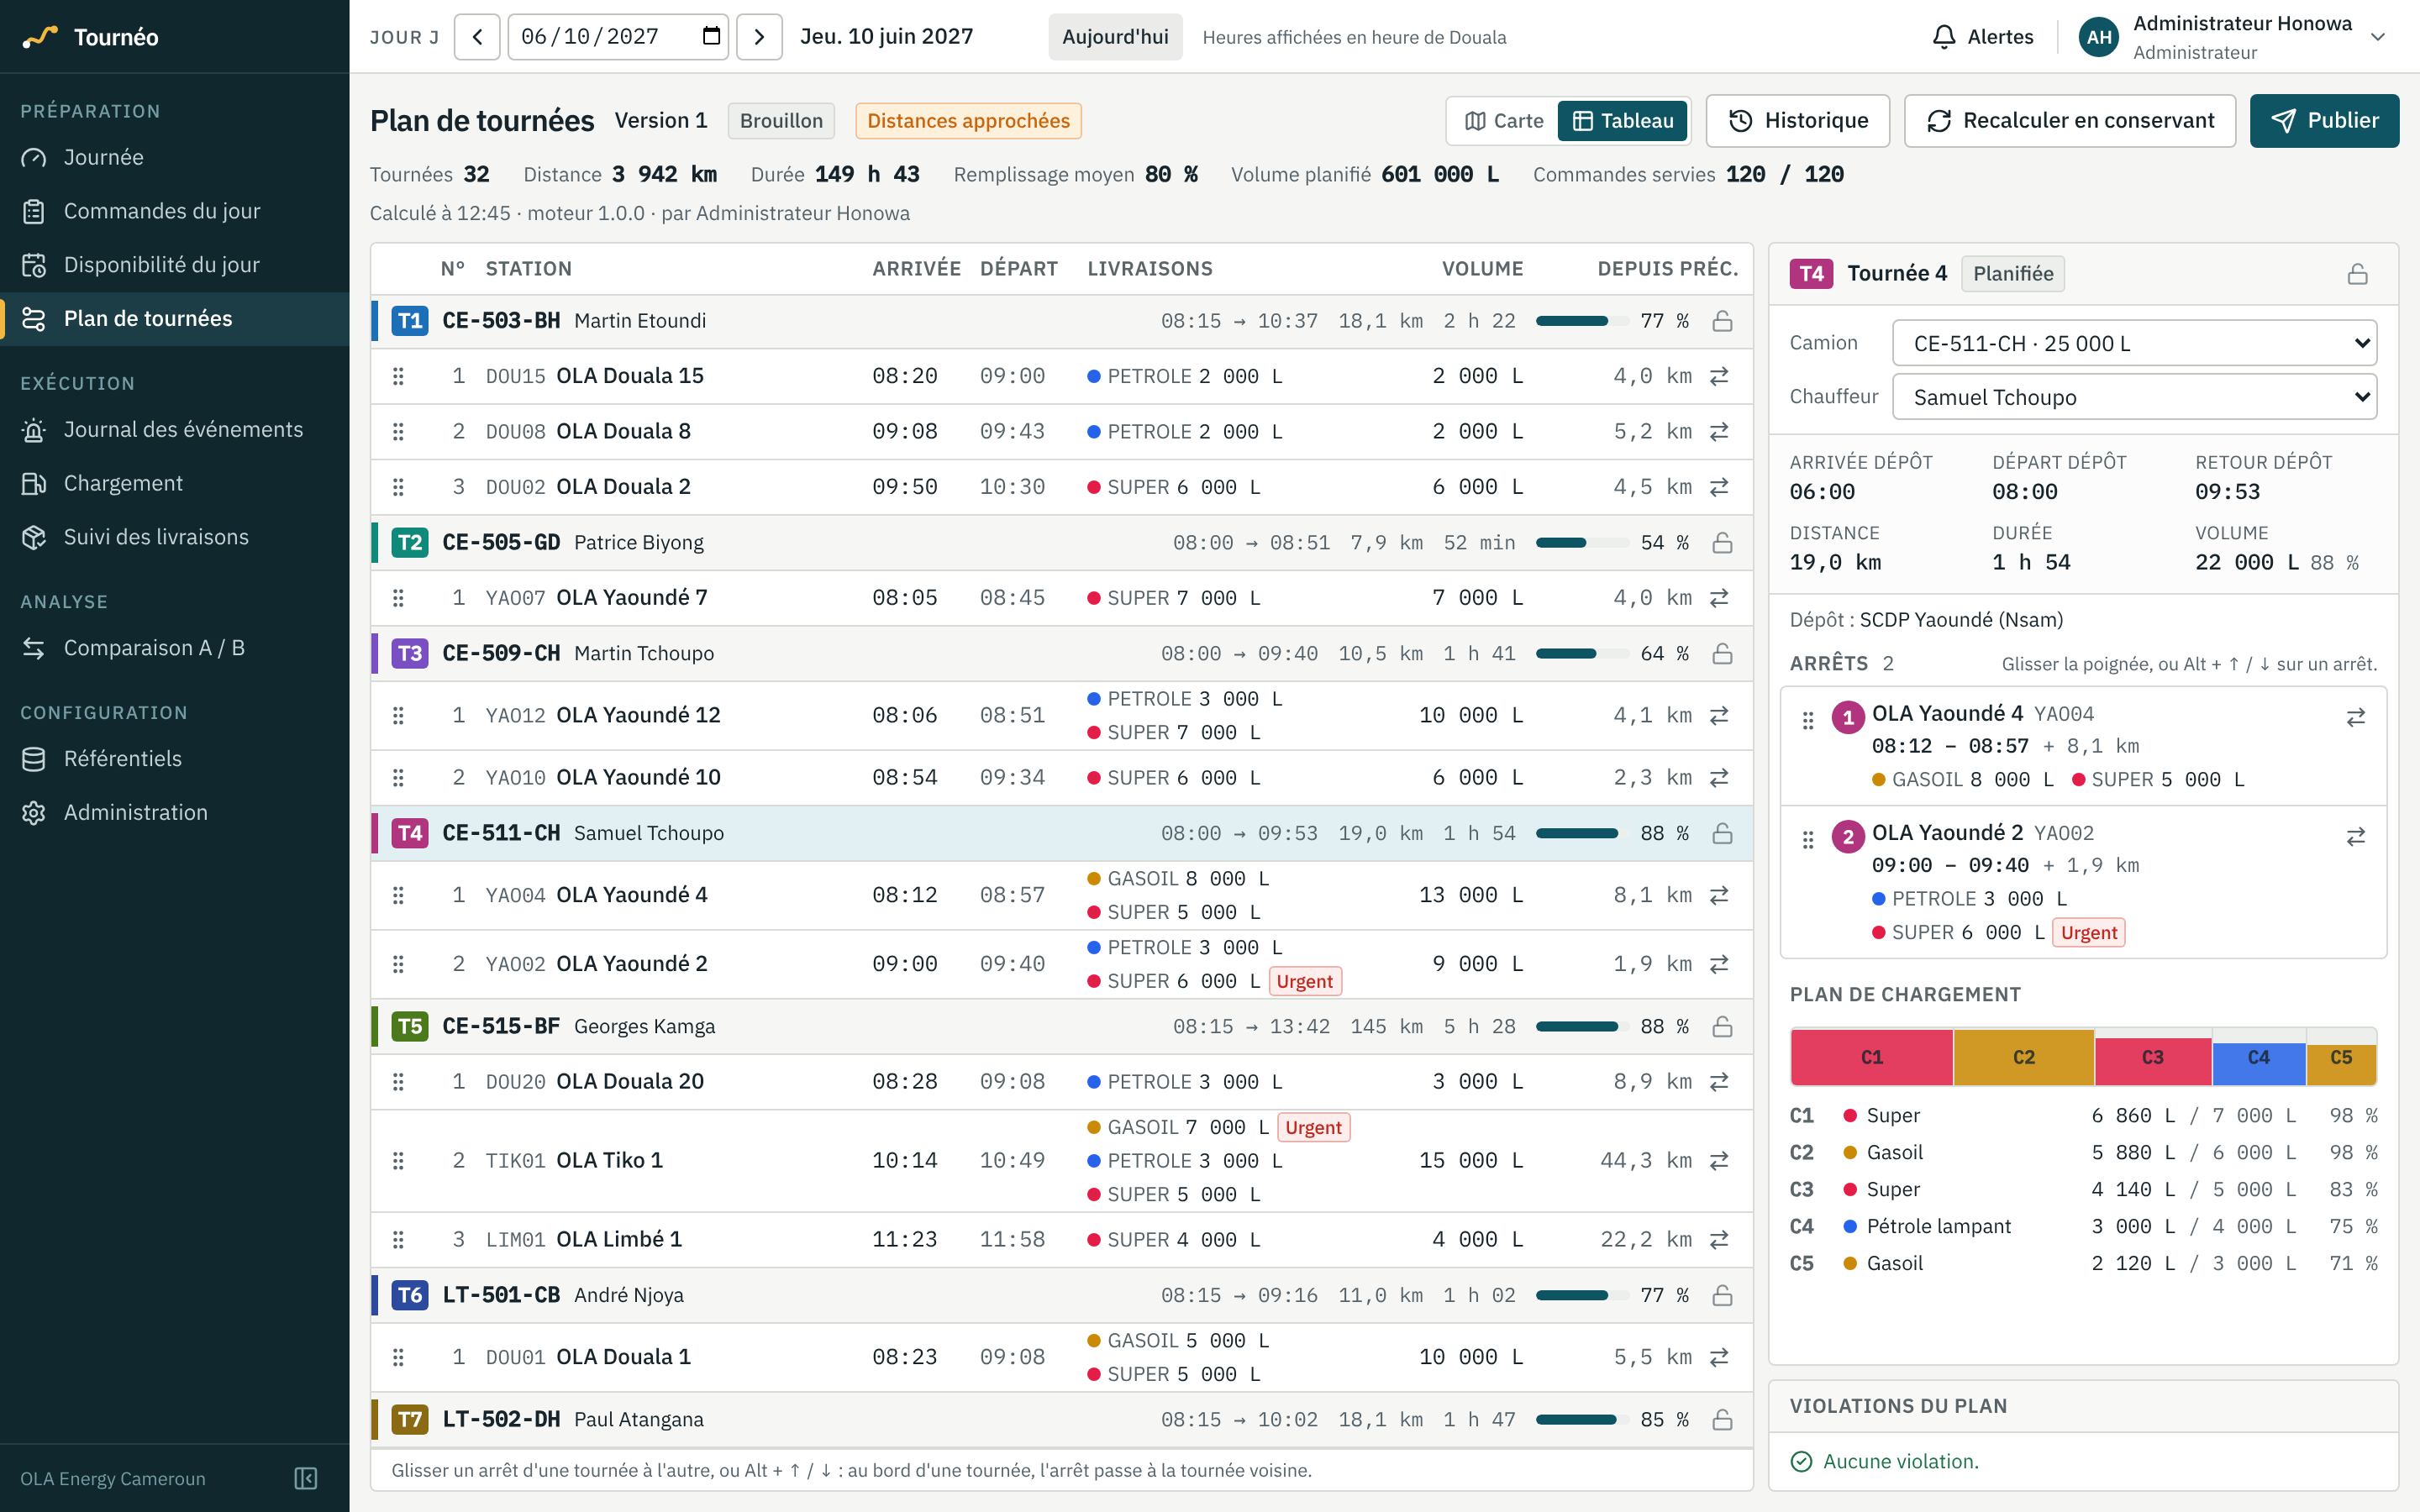 Tournéo
PRÉPARATION
Journée
Commandes du jour
Disponibilité du jour
Plan de tournées
EXÉCUTION
Journal des événements
Chargement
Suivi des livraisons
ANALYSE
Comparaison A / B
CONFIGURATION
Référentiels
Administration
OLA Energy Cameroun
JOUR J 06/10/2027 Jeu. 10 juin 2027 Aujourd'hui Heures affichées en heure de Douala
Alertes
AH Administrateur Honowa
Administrateur
Plan de tournées Version 1 Brouillon Distances approchées
Carte Tableau Historique Recalculer en conservant Publier
Tournées 32 Distance 3 942 km Durée 149 h 43 Remplissage moyen 80 % Volume planifié 601 000 L Commandes servies 120 / 120
Calculé à 12:45 · moteur 1.0.0 · par Administrateur Honowa
N° STATION ARRIVÉE DÉPART LIVRAISONS VOLUME DEPUIS PRÉC.
T1 CE-503-BH Martin Etoundi 08:15 → 10:37 18,1 km 2 h 22 77 %
1 DOU15 OLA Douala 15 08:20 09:00 PETROLE 2 000 L 2 000 L 4,0 km
2 DOU08 OLA Douala 8 09:08 09:43 PETROLE 2 000 L 2 000 L 5,2 km
3 DOU02 OLA Douala 2 09:50 10:30 SUPER 6 000 L 6 000 L 4,5 km
T2 CE-505-GD Patrice Biyong 08:00 → 08:51 7,9 km 52 min 54 %
1 YAO07 OLA Yaoundé 7 08:05 08:45 SUPER 7 000 L 7 000 L 4,0 km
T3 CE-509-CH Martin Tchoupo 08:00 → 09:40 10,5 km 1 h 41 64 %
1 YAO12 OLA Yaoundé 12 08:06 08:51 PETROLE 3 000 L 10 000 L 4,1 km
SUPER 7 000 L
2 YAO10 OLA Yaoundé 10 08:54 09:34 SUPER 6 000 L 6 000 L 2,3 km
T4 CE-511-CH Samuel Tchoupo 08:00 → 09:53 19,0 km 1 h 54 88 %
1 YAO04 OLA Yaoundé 4 08:12 08:57 GASOIL 8 000 L 13 000 L 8,1 km
SUPER 5 000 L
2 YAO02 OLA Yaoundé 2 09:00 09:40 PETROLE 3 000 L 9 000 L 1,9 km
SUPER 6 000 L Urgent
T5 CE-515-BF Georges Kamga 08:15 → 13:42 145 km 5 h 28 88 %
1 DOU20 OLA Douala 20 08:28 09:08 PETROLE 3 000 L 3 000 L 8,9 km
GASOIL 7 000 L Urgent
2 TIK01 OLA Tiko 1 10:14 10:49 PETROLE 3 000 L 15 000 L 44,3 km
SUPER 5 000 L
3 LIM01 OLA Limbé 1 11:23 11:58 SUPER 4 000 L 4 000 L 22,2 km
T6 LT-501-CB André Njoya 08:15 → 09:16 11,0 km 1 h 02 77 %
1 DOU01 OLA Douala 1 08:23 09:08 GASOIL 5 000 L 10 000 L 5,5 km
SUPER 5 000 L
T7 LT-502-DH Paul Atangana 08:15 → 10:02 18,1 km 1 h 47 85 %
Glisser un arrêt d'une tournée à l'autre, ou Alt + ↑ / ↓ : au bord d'une tournée, l'arrêt passe à la tournée voisine.
T4 Tournée 4 Planifiée
Camion CE-511-CH · 25 000 L
Chauffeur Samuel Tchoupo
ARRIVÉE DÉPÔT DÉPART DÉPÔT RETOUR DÉPÔT
06:00 08:00 09:53
DISTANCE DURÉE VOLUME
19,0 km 1 h 54 22 000 L 88 %
Dépôt : SCDP Yaoundé (Nsam)
ARRÊTS 2 Glisser la poignée, ou Alt + ↑ / ↓ sur un arrêt.
1 OLA Yaoundé 4 YAO04
08:12 – 08:57 + 8,1 km
GASOIL 8 000 L SUPER 5 000 L
2 OLA Yaoundé 2 YAO02
09:00 – 09:40 + 1,9 km
PETROLE 3 000 L
SUPER 6 000 L Urgent
PLAN DE CHARGEMENT
C1 C2 C3 C4 C5
C1 Super 6 860 L / 7 000 L 98 %
C2 Gasoil 5 880 L / 6 000 L 98 %
C3 Super 4 140 L / 5 000 L 83 %
C4 Pétrole lampant 3 000 L / 4 000 L 75 %
C5 Gasoil 2 120 L / 3 000 L 71 %
VIOLATIONS DU PLAN
Aucune violation.